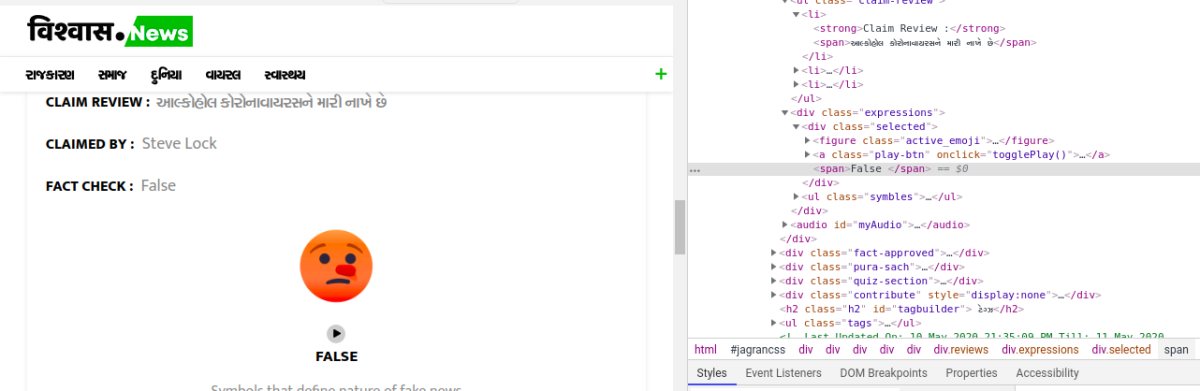 विश्वास.News
રાજકારણ સમાજ દુનિયા વાયરલ સ્વાસ્થય +
CLAIM REVIEW : આલ્કોહોલ કોરોનાવાયરસને મારી નાખે છે
CLAIMED BY : Steve Lock
FACT CHECK : False
FALSE
Symbols that define nature of fake news
<ul class="claim-review">
<li>
<strong>Claim Review :</strong>
<span>આલ્કોહોલ કોરોનાવાયરસને મારી નાખે છે</span>
</li>
<li>…</li>
<li>…</li>
</ul>
<div class="expressions">
<div class="selected">
<figure class="active_emoji">…</figure>
<a class="play-btn" onclick="togglePlay()">…</a>
… <span>False </span> == $0
</div>
<ul class="symbles">…</ul>
</div>
<audio id="myAudio">…</audio>
</div>
<div class="fact-approved">…</div>
<div class="pura-sach">…</div>
<div class="quiz-section">…</div>
<div class="contribute" style="display:none">…</div>
<h2 class="h2" id="tagbuilder"> ટેગ્ઝ</h2>
<ul class="tags">…</ul>
<!-- Last Updated On: 10 May 2020 21:35:09 PM Till: 11 May 2020
html #jagrancss div div div div div div.reviews div.expressions div.selected span
Styles Event Listeners DOM Breakpoints Properties Accessibility